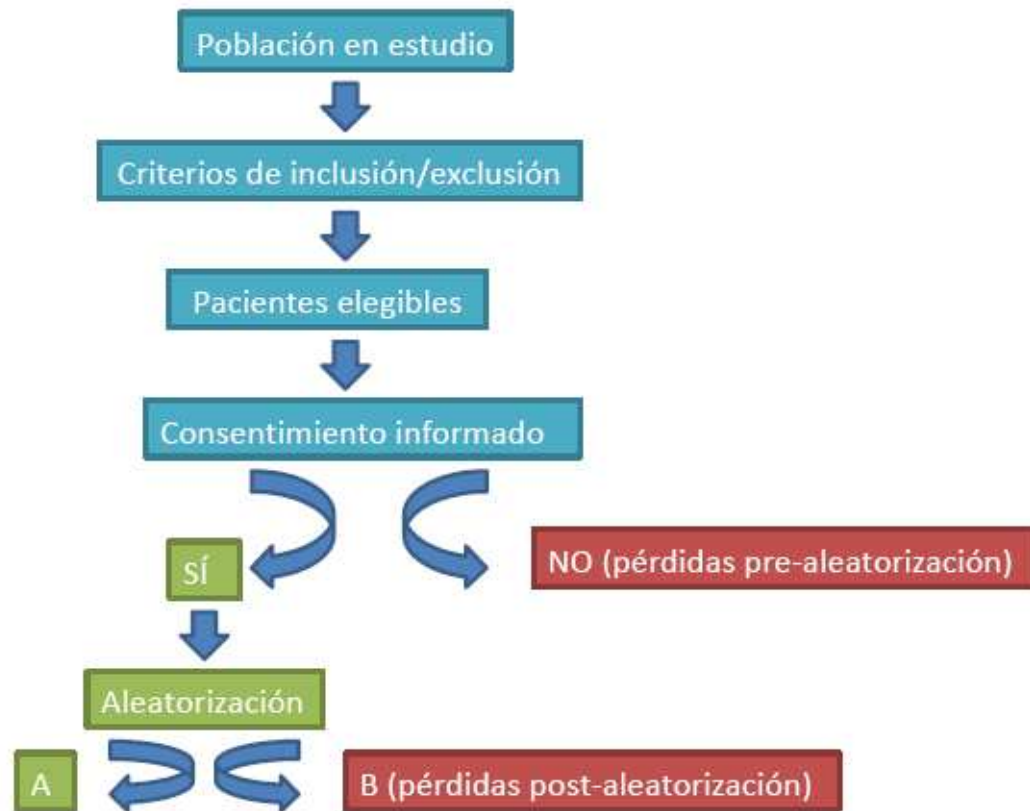 Población en estudio
Criterios de inclusión/exclusión
Pacientes elegibles
Consentimiento informado
SÍ
NO (pérdidas pre-aleatorización)
Aleatorización
A
B (pérdidas post-aleatorización)